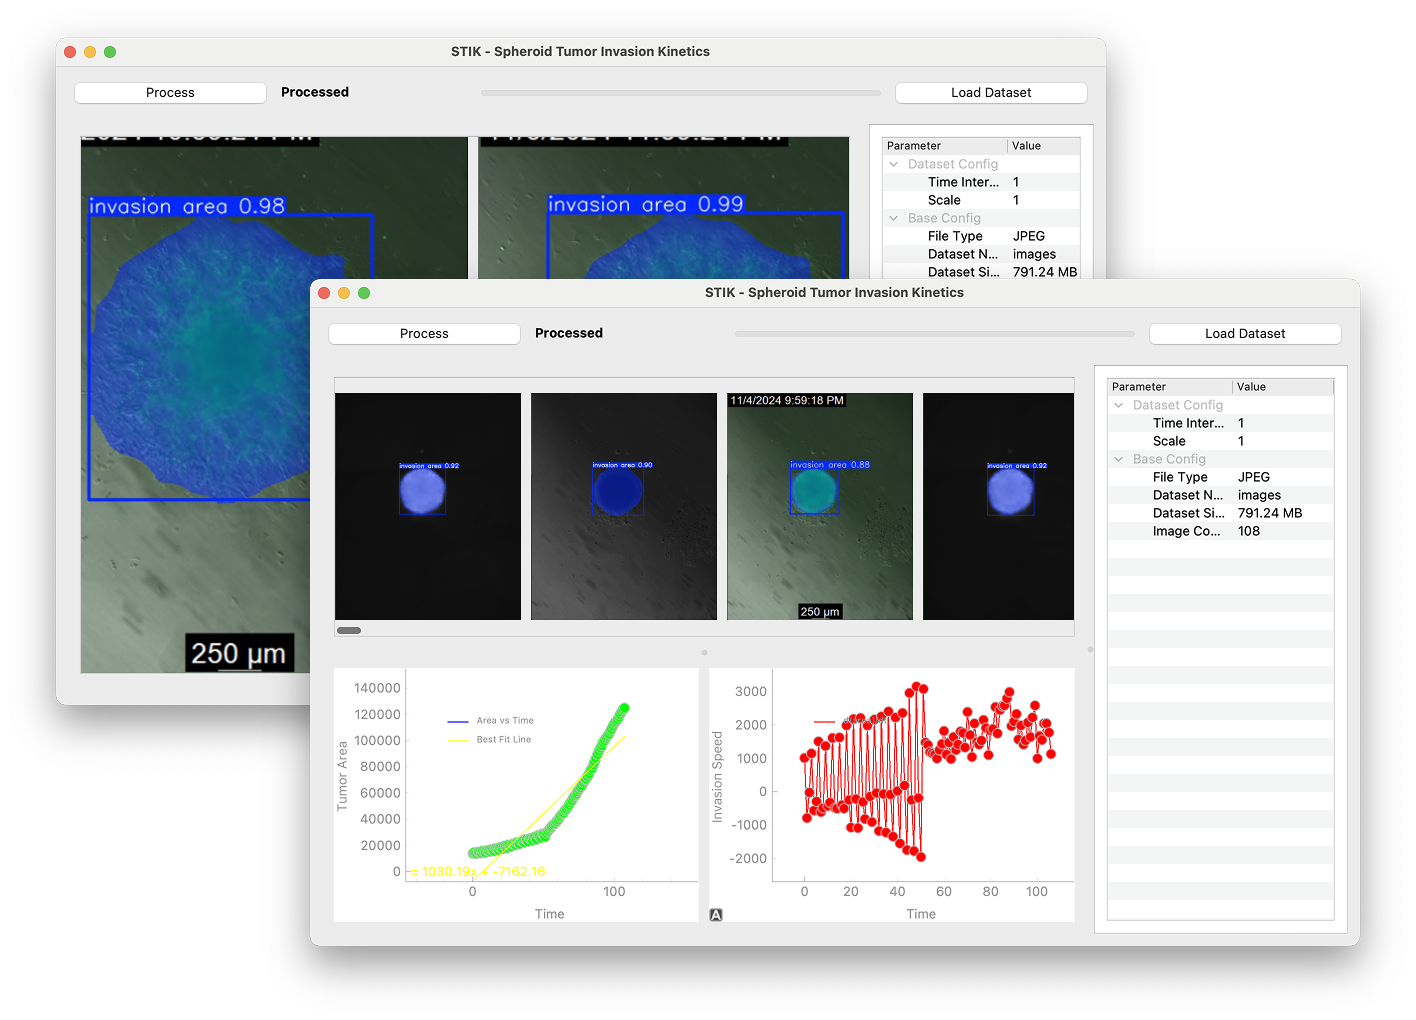 STIK - Spheroid Tumor Invasion Kinetics
Process
Processed
Load Dataset
invasion area 0.98
invasion area 0.99
250 µm
Parameter Value
Dataset Config
Time Inter... 1
Scale 1
Base Config
File Type JPEG
Dataset N... images
Dataset Si... 791.24 MB
STIK - Spheroid Tumor Invasion Kinetics
Process
Processed
Load Dataset
invasion area 0.92
invasion area 0.90
11/4/2024 9:59:18 PM
invasion area 0.88
250 µm
invasion area 0.92
Parameter Value
Dataset Config
Time Inter... 1
Scale 1
Base Config
File Type JPEG
Dataset N... images
Dataset Si... 791.24 MB
Image Co... 108
Tumor Area
140000
120000
100000
80000
60000
40000
20000
0
Area vs Time
Best Fit Line
= 1030.19x + -7162.16
0 100
Time
Invasion Speed
3000
2000
1000
0
-1000
-2000
0 20 40 60 80 100
Time
A